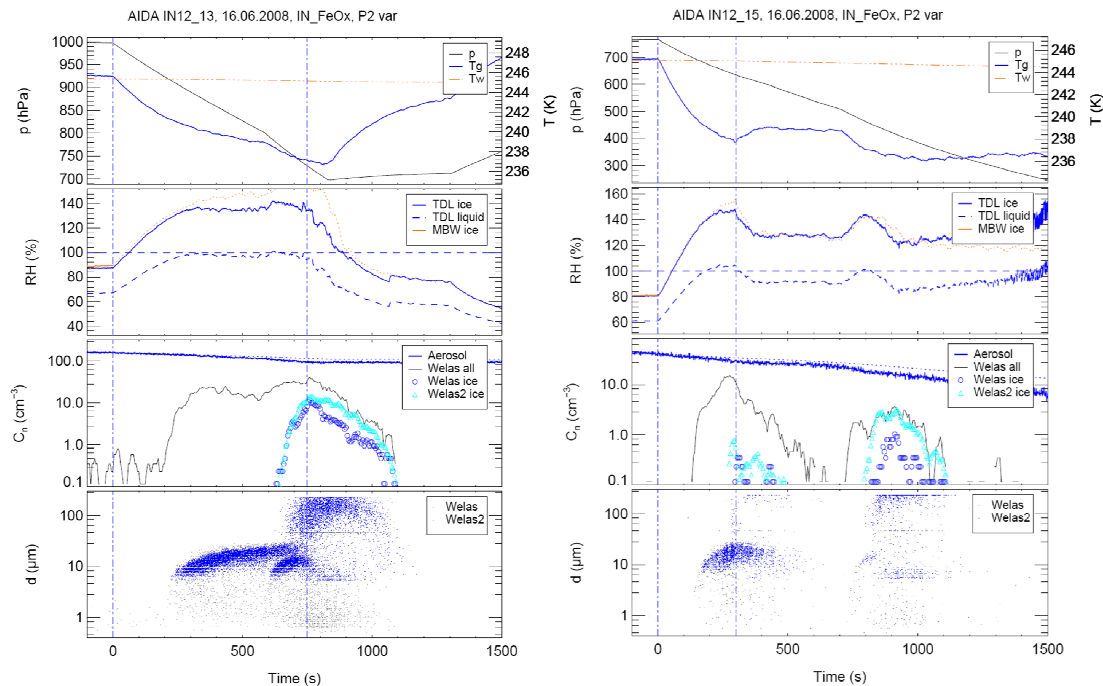 AIDA IN12_13, 16.06.2008, IN_FeOx, P2 var
1000
950
900
850
800
750
700
p (hPa)
248
246
244
242
240
238
236
T (K)
p
Tg
Tw
140
120
100
80
60
40
RH (%)
TDL ice
TDL liquid
MBW ice
100.0
10.0
1.0
0.1
Cn (cm⁻³)
Aerosol
Welas all
Welas ice
Welas2 ice
100
10
1
d (µm)
Welas
Welas2
0
500
1000
1500
Time (s)
AIDA IN12_15, 16.06.2008, IN_FeOx, P2 var
700
600
500
400
300
p (hPa)
246
244
242
240
238
236
T (K)
p
Tg
Tw
160
140
120
100
80
60
RH (%)
TDL ice
TDL liquid
MBW ice
10.0
1.0
0.1
Cn (cm⁻³)
Aerosol
Welas all
Welas ice
Welas2 ice
100
10
1
d (µm)
Welas
Welas2
0
500
1000
1500
Time (s)